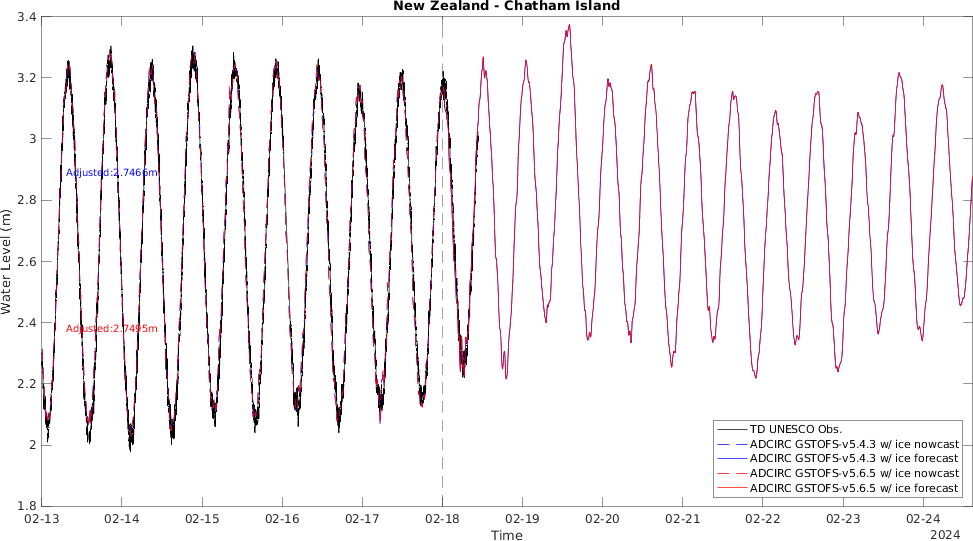 New Zealand - Chatham Island
3.4
3.2
3
2.8
2.6
2.4
2.2
2
1.8
Water Level (m)
Adjusted:2.7466m
Adjusted:2.7495m
TD UNESCO Obs.
ADCIRC GSTOFS-v5.4.3 w/ ice nowcast
ADCIRC GSTOFS-v5.4.3 w/ ice forecast
ADCIRC GSTOFS-v5.6.5 w/ ice nowcast
ADCIRC GSTOFS-v5.6.5 w/ ice forecast
02-13 02-14 02-15 02-16 02-17 02-18 02-19 02-20 02-21 02-22 02-23 02-24
Time
2024